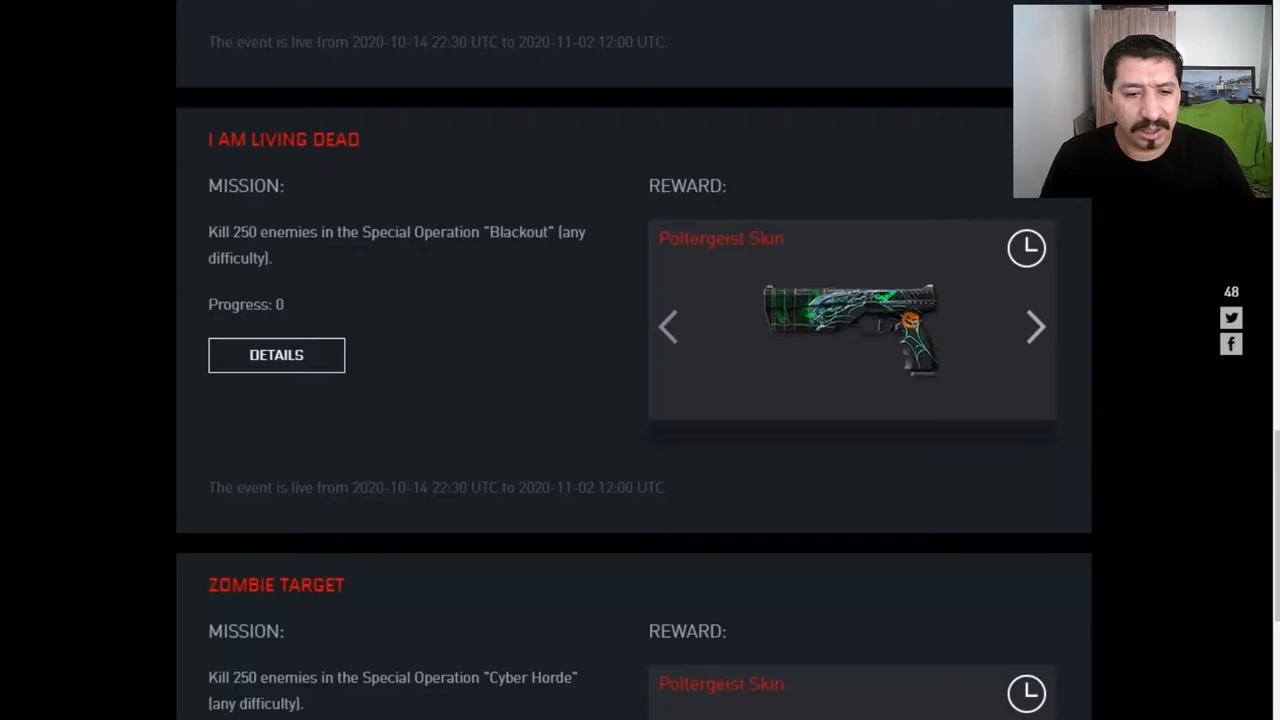 The event is live from 2020-10-14 22:30 UTC to 2020-11-02 12:00 UTC.
I AM LIVING DEAD
MISSION:
REWARD:
Kill 250 enemies in the Special Operation "Blackout" (any
difficulty).
Poltergeist Skin
Progress: 0
48
DETAILS
The event is live from 2020-10-14 22:30 UTC to 2020-11-02 12:00 UTC.
ZOMBIE TARGET
MISSION:
REWARD:
Kill 250 enemies in the Special Operation "Cyber Horde"
(any difficulty).
Poltergeist Skin